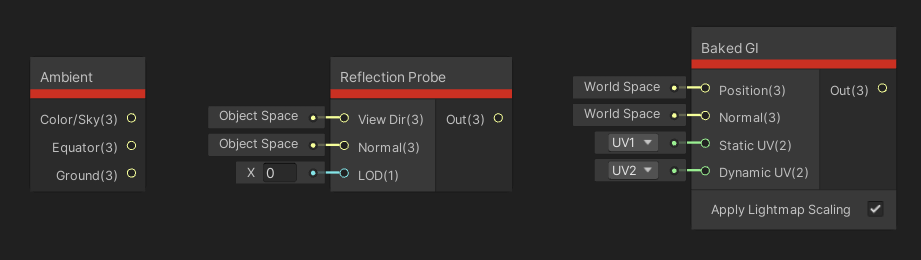 Ambient
Color/Sky(3)
Equator(3)
Ground(3)
Reflection Probe
Object Space
View Dir(3)
Out(3)
Object Space
Normal(3)
X 0
LOD(1)
Baked GI
World Space
Position(3)
Out(3)
World Space
Normal(3)
UV1
Static UV(2)
UV2
Dynamic UV(2)
Apply Lightmap Scaling